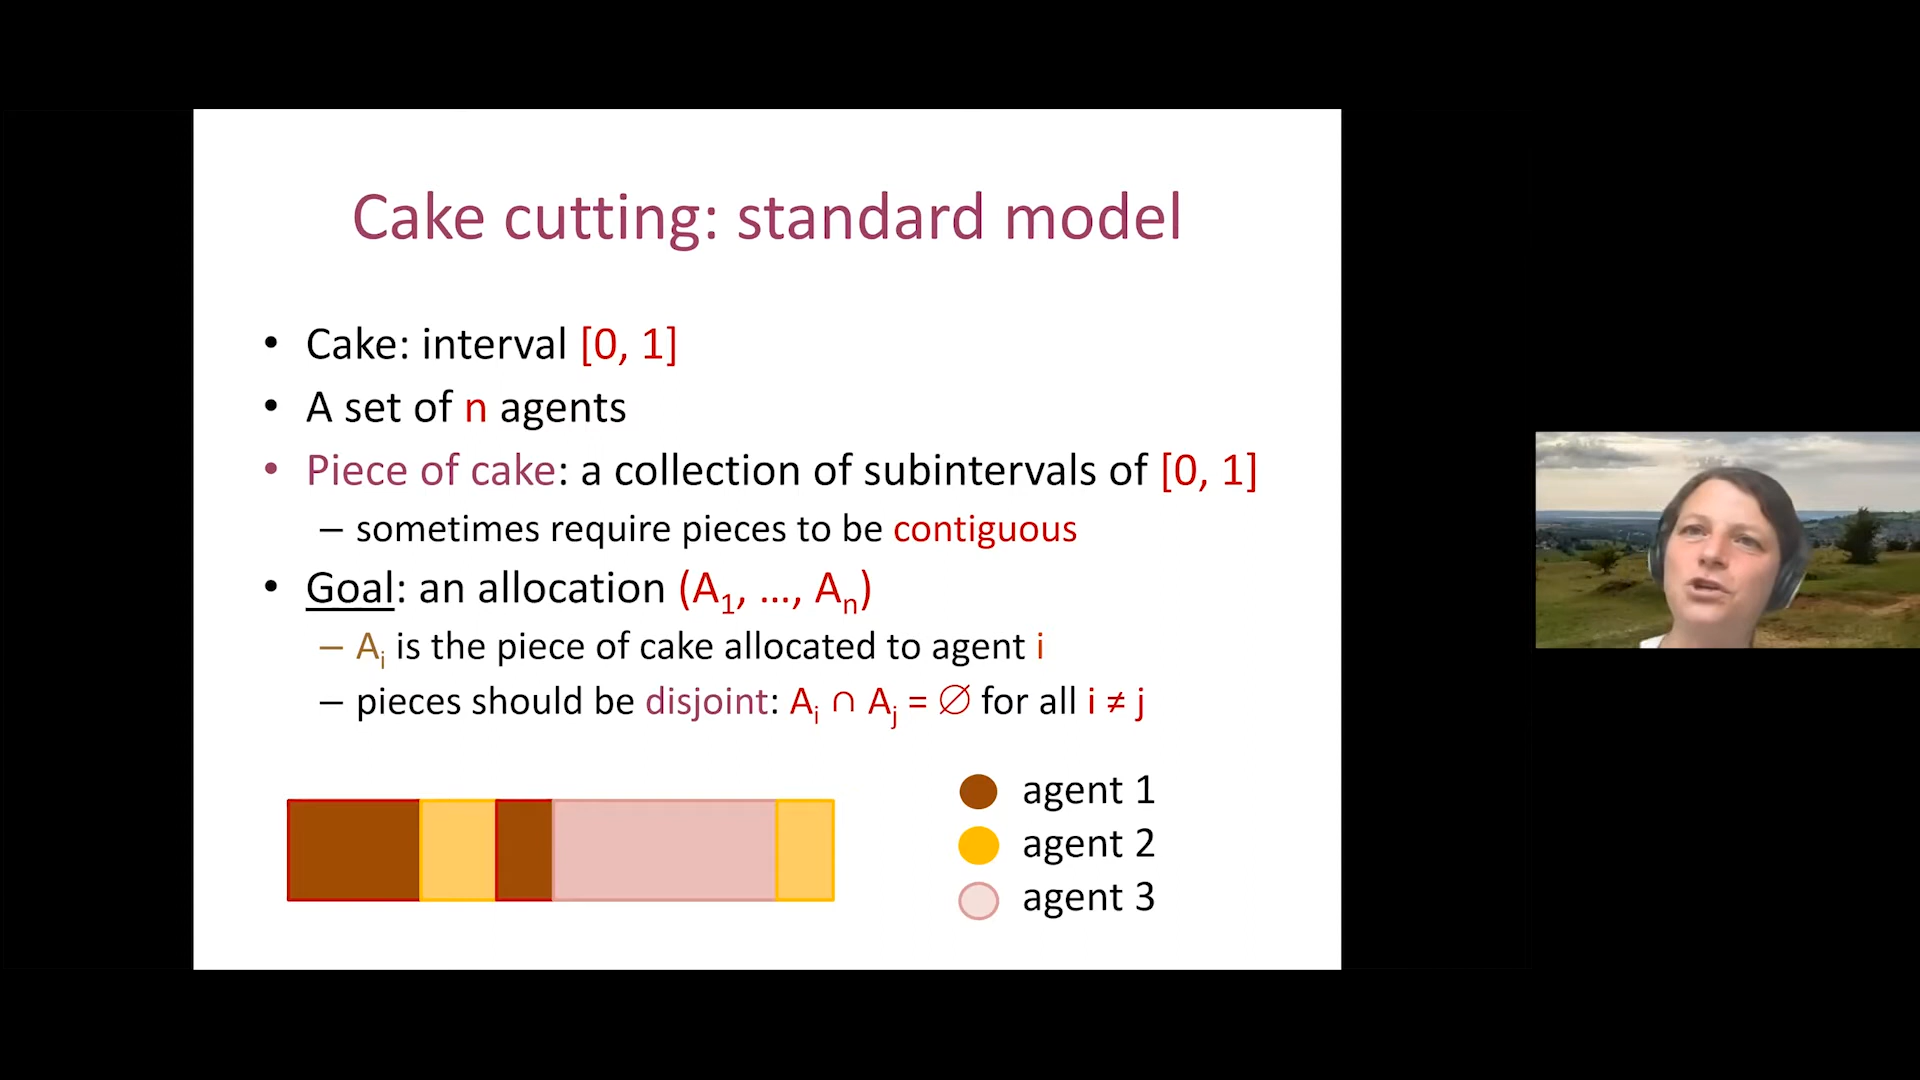 Cake cutting: standard model
• Cake: interval [0, 1]
• A set of n agents
• Piece of cake: a collection of subintervals of [0, 1]
– sometimes require pieces to be contiguous
• Goal: an allocation (A1, ..., An)
– Ai is the piece of cake allocated to agent i
– pieces should be disjoint: Ai ∩ Aj = ∅ for all i ≠ j
agent 1
agent 2
agent 3